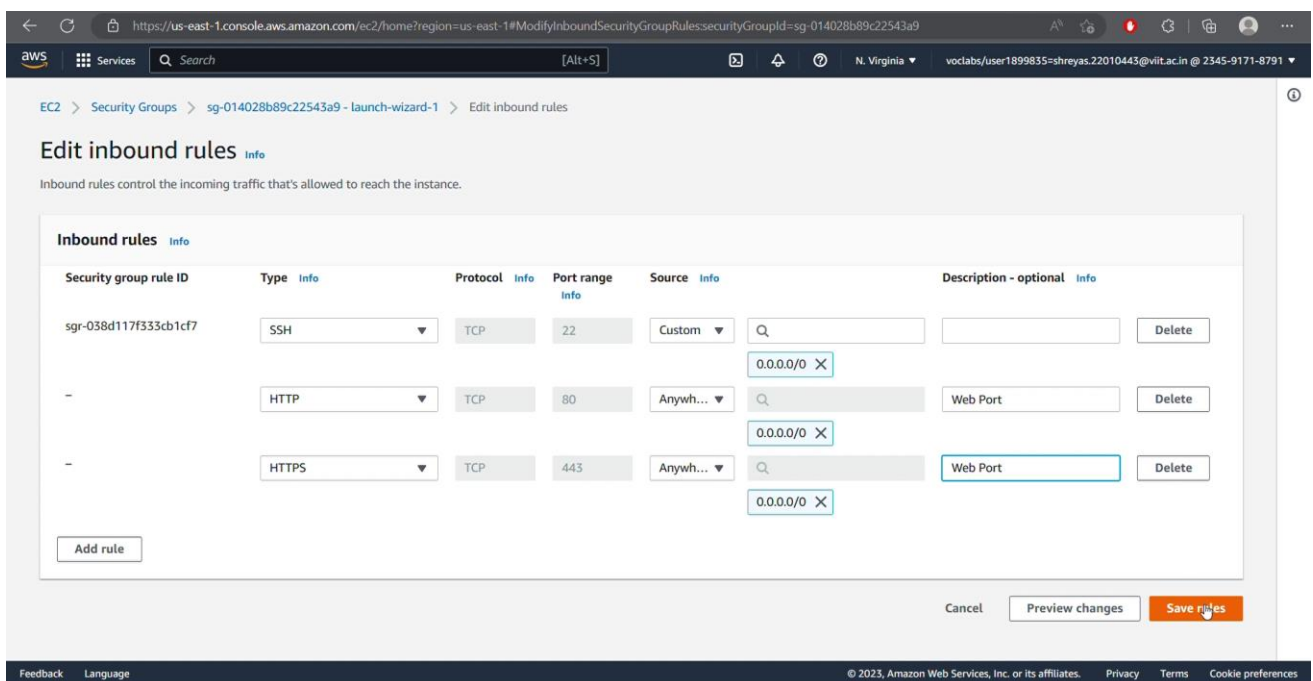 https://us-east-1.console.aws.amazon.com/ec2/home?region=us-east-1#ModifyInboundSecurityGroupRules:securityGroupId=sg-014028b89c22543a9
aws Services Search [Alt+S] N. Virginia voclabs/user1899835=shreyas.22010443@viit.ac.in @ 2345-9171-8791
EC2 > Security Groups > sg-014028b89c22543a9 - launch-wizard-1 > Edit inbound rules
Edit inbound rules Info
Inbound rules control the incoming traffic that's allowed to reach the instance.
Inbound rules Info
Security group rule ID Type Info Protocol Info Port range Info Source Info Description - optional Info
sgr-038d117f333cb1cf7 SSH TCP 22 Custom Delete
0.0.0.0/0
– HTTP TCP 80 Anywh... Web Port Delete
0.0.0.0/0
– HTTPS TCP 443 Anywh... Web Port Delete
0.0.0.0/0
Add rule
Cancel Preview changes Save rules
Feedback Language © 2023, Amazon Web Services, Inc. or its affiliates. Privacy Terms Cookie preferences